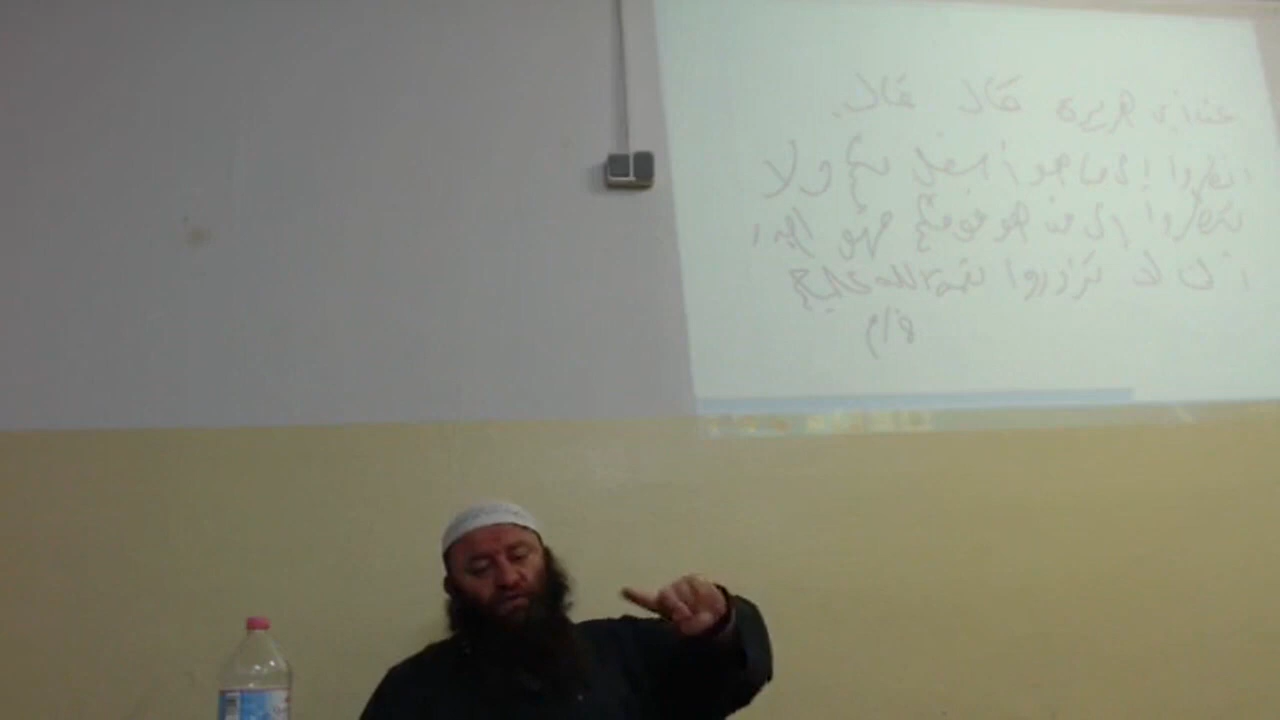 عن أبي هريرة قال قال
انظروا إلى ما هو أسفل منكم ولا
تنظروا إلى من هو فوقكم فهو أجدر
أن لا تزدروا نعمة الله عليكم